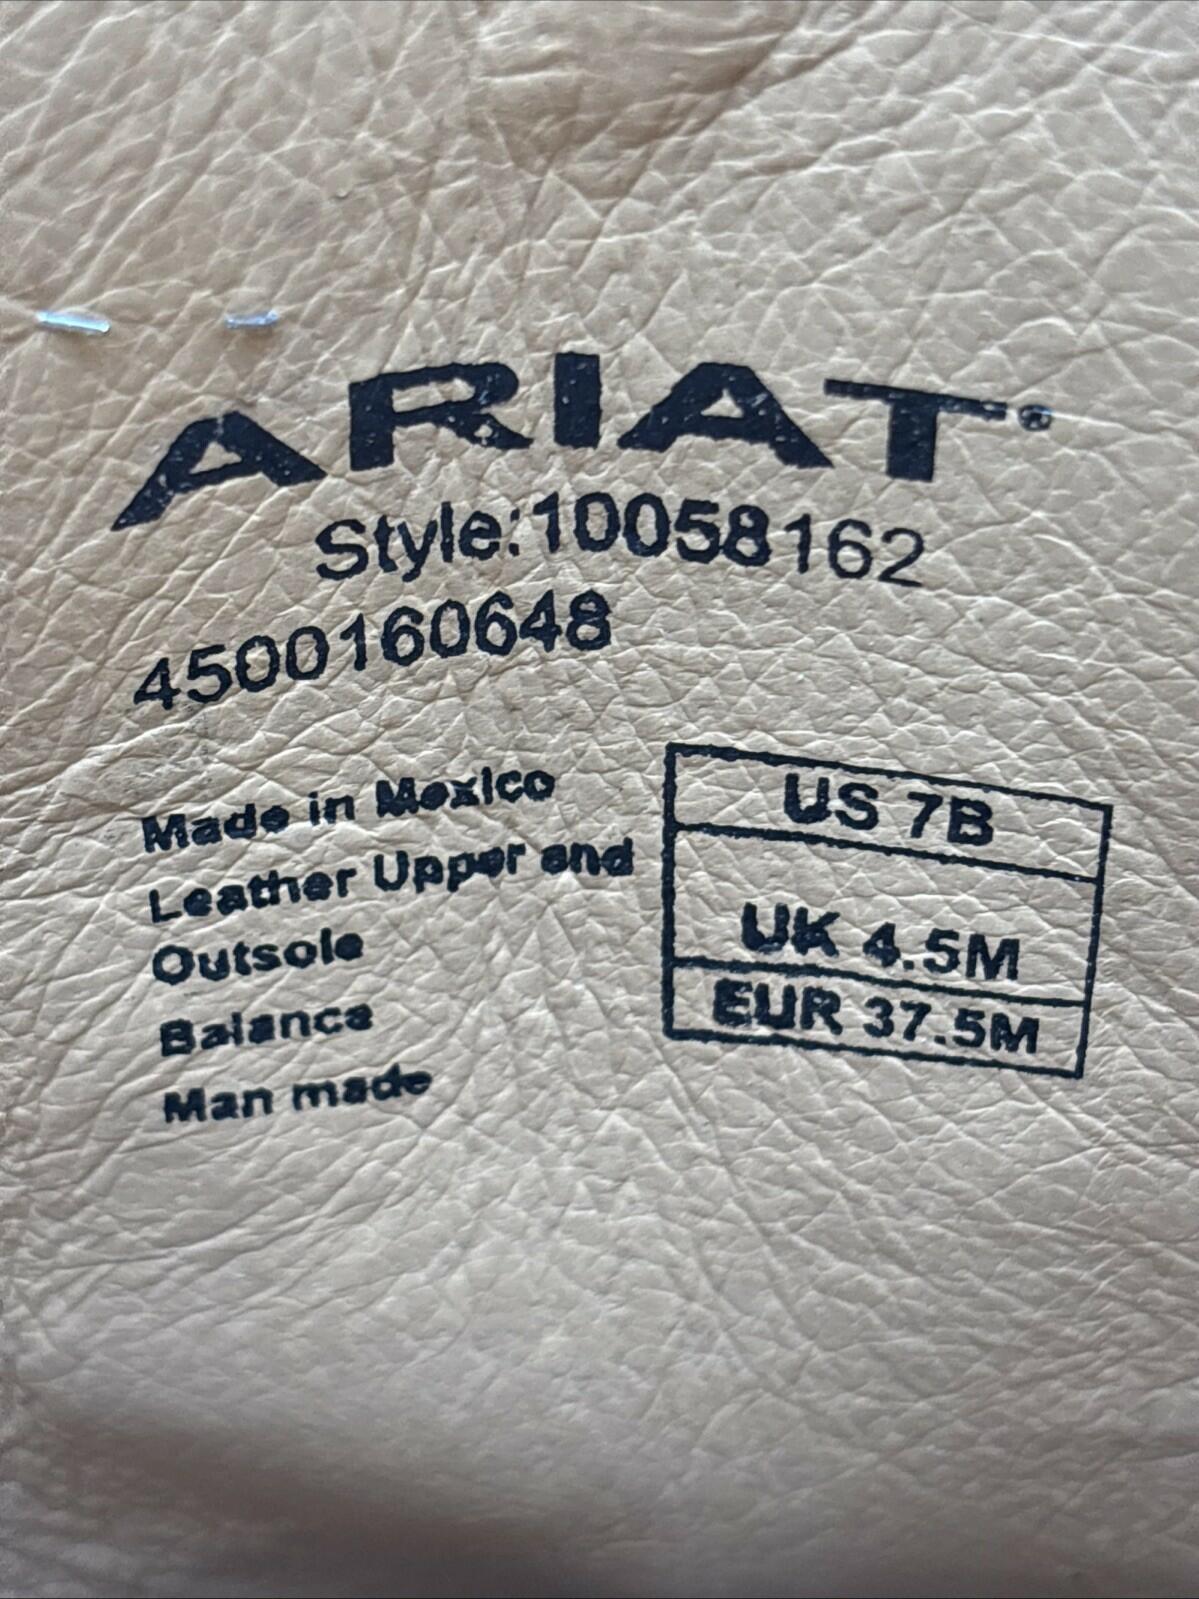 ARIAT®
Style:10058162
4500160648
Made in Mexico
Leather Upper and
Outsole
Balance
Man made
US 7B
UK 4.5M
EUR 37.5M